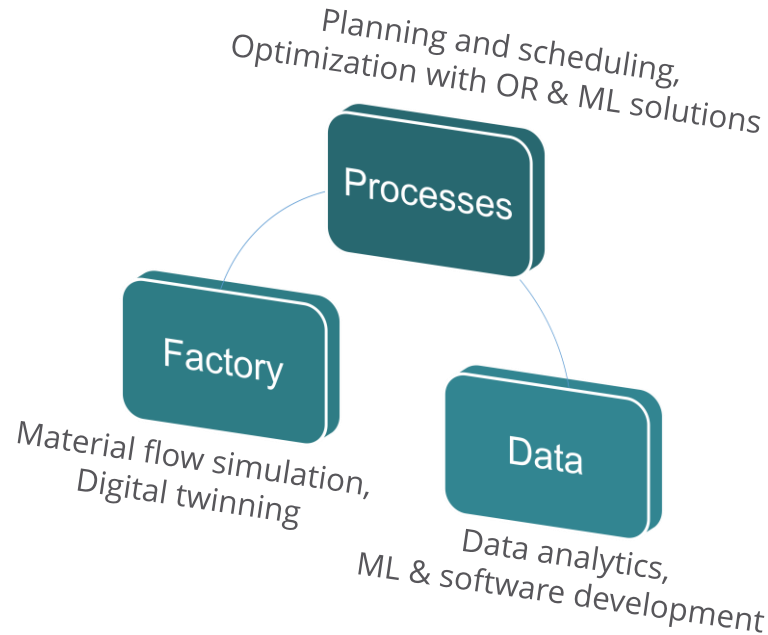 Planning and scheduling,
Optimization with OR & ML solutions
Processes
Factory
Material flow simulation,
Digital twinning
Data
Data analytics,
ML & software development